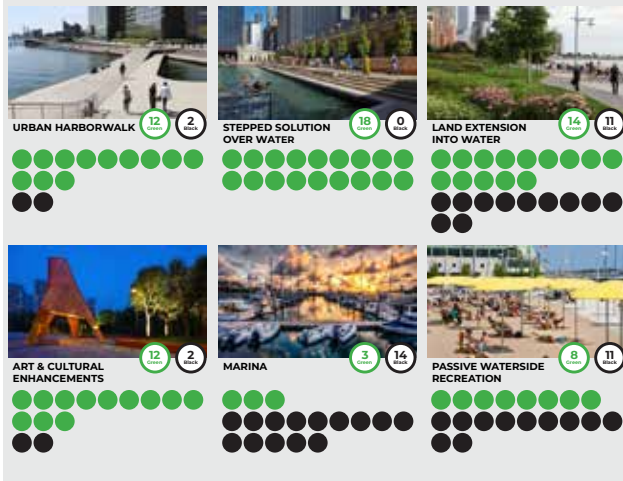 URBAN HARBORWALK
12
Green
2
Black
STEPPED SOLUTION
OVER WATER
18
Green
0
Black
LAND EXTENSION
INTO WATER
14
Green
11
Black
ART & CULTURAL
ENHANCEMENTS
12
Green
2
Black
MARINA
3
Green
14
Black
PASSIVE WATERSIDE
RECREATION
8
Green
11
Black